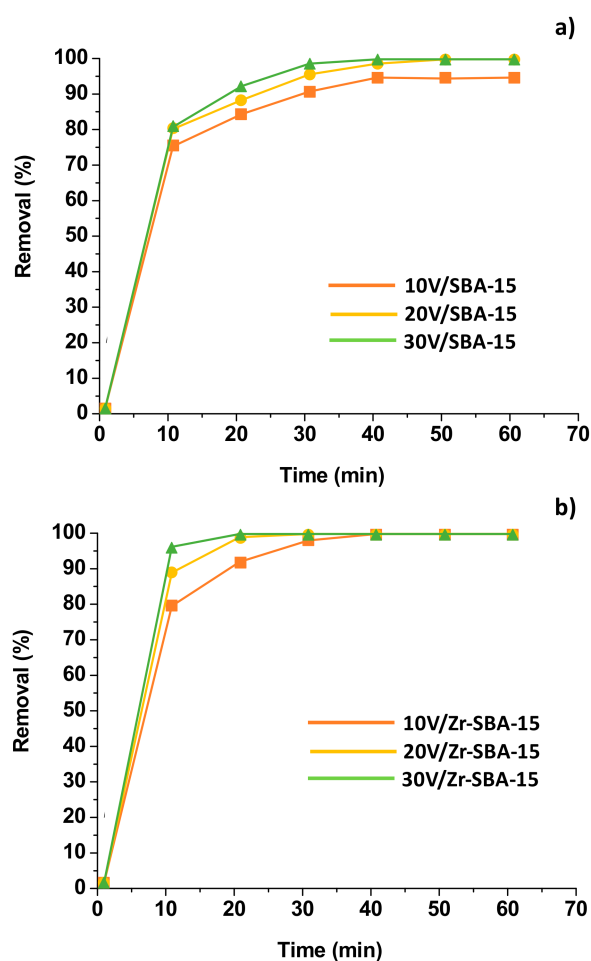 a)
100
90
80
70
60
50
40
30
20
10
0
Removal (%)
10V/SBA-15
20V/SBA-15
30V/SBA-15
0 10 20 30 40 50 60 70
Time (min)
b)
100
90
80
70
60
50
40
30
20
10
0
Removal (%)
10V/Zr-SBA-15
20V/Zr-SBA-15
30V/Zr-SBA-15
0 10 20 30 40 50 60 70
Time (min)